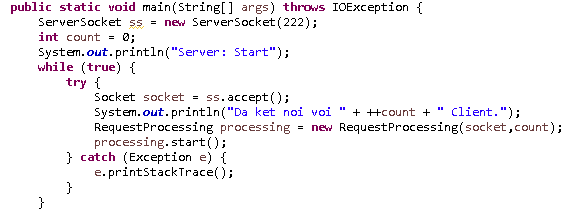 public static void main(String[] args) throws IOException {
ServerSocket ss = new ServerSocket(222);
int count = 0;
System.out.println("Server: Start");
while (true) {
try {
Socket socket = ss.accept();
System.out.println("Da ket noi voi " + ++count + " Client.");
RequestProcessing processing = new RequestProcessing(socket,count);
processing.start();
} catch (Exception e) {
e.printStackTrace();
}
}